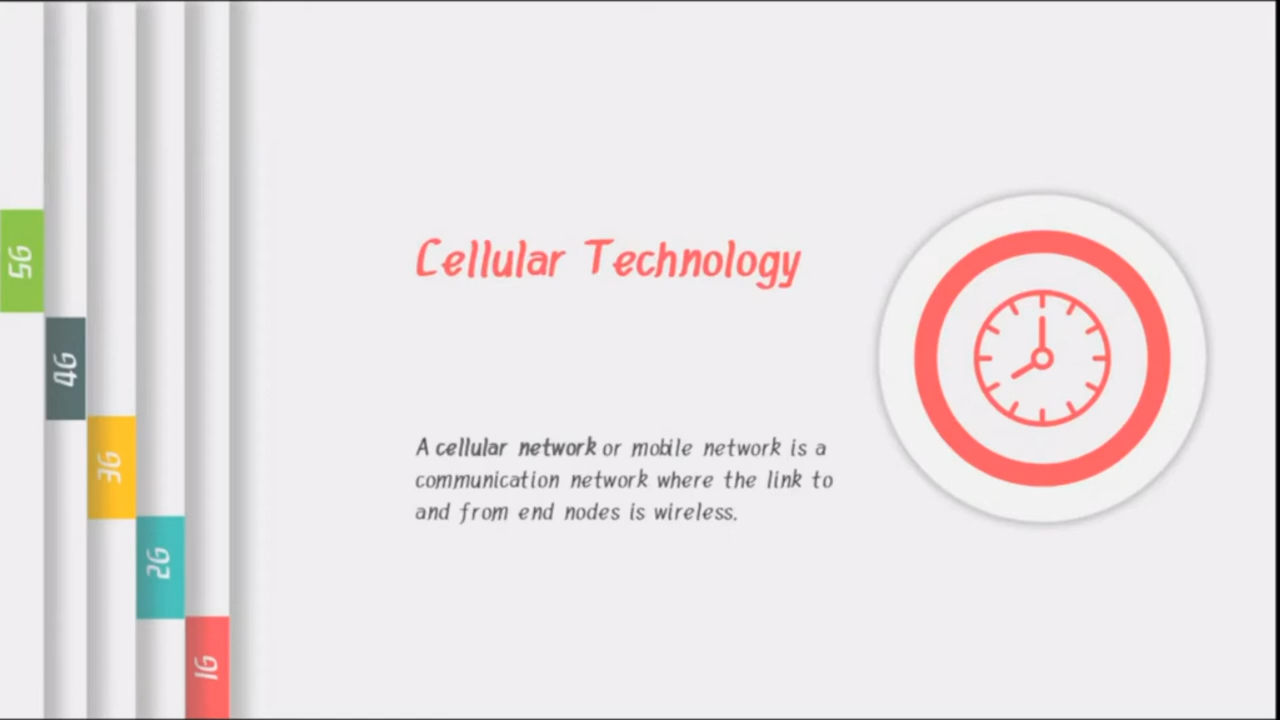 5G
4G
3G
2G
1G
Cellular Technology
A cellular network or mobile network is a
communication network where the link to
and from end nodes is wireless.